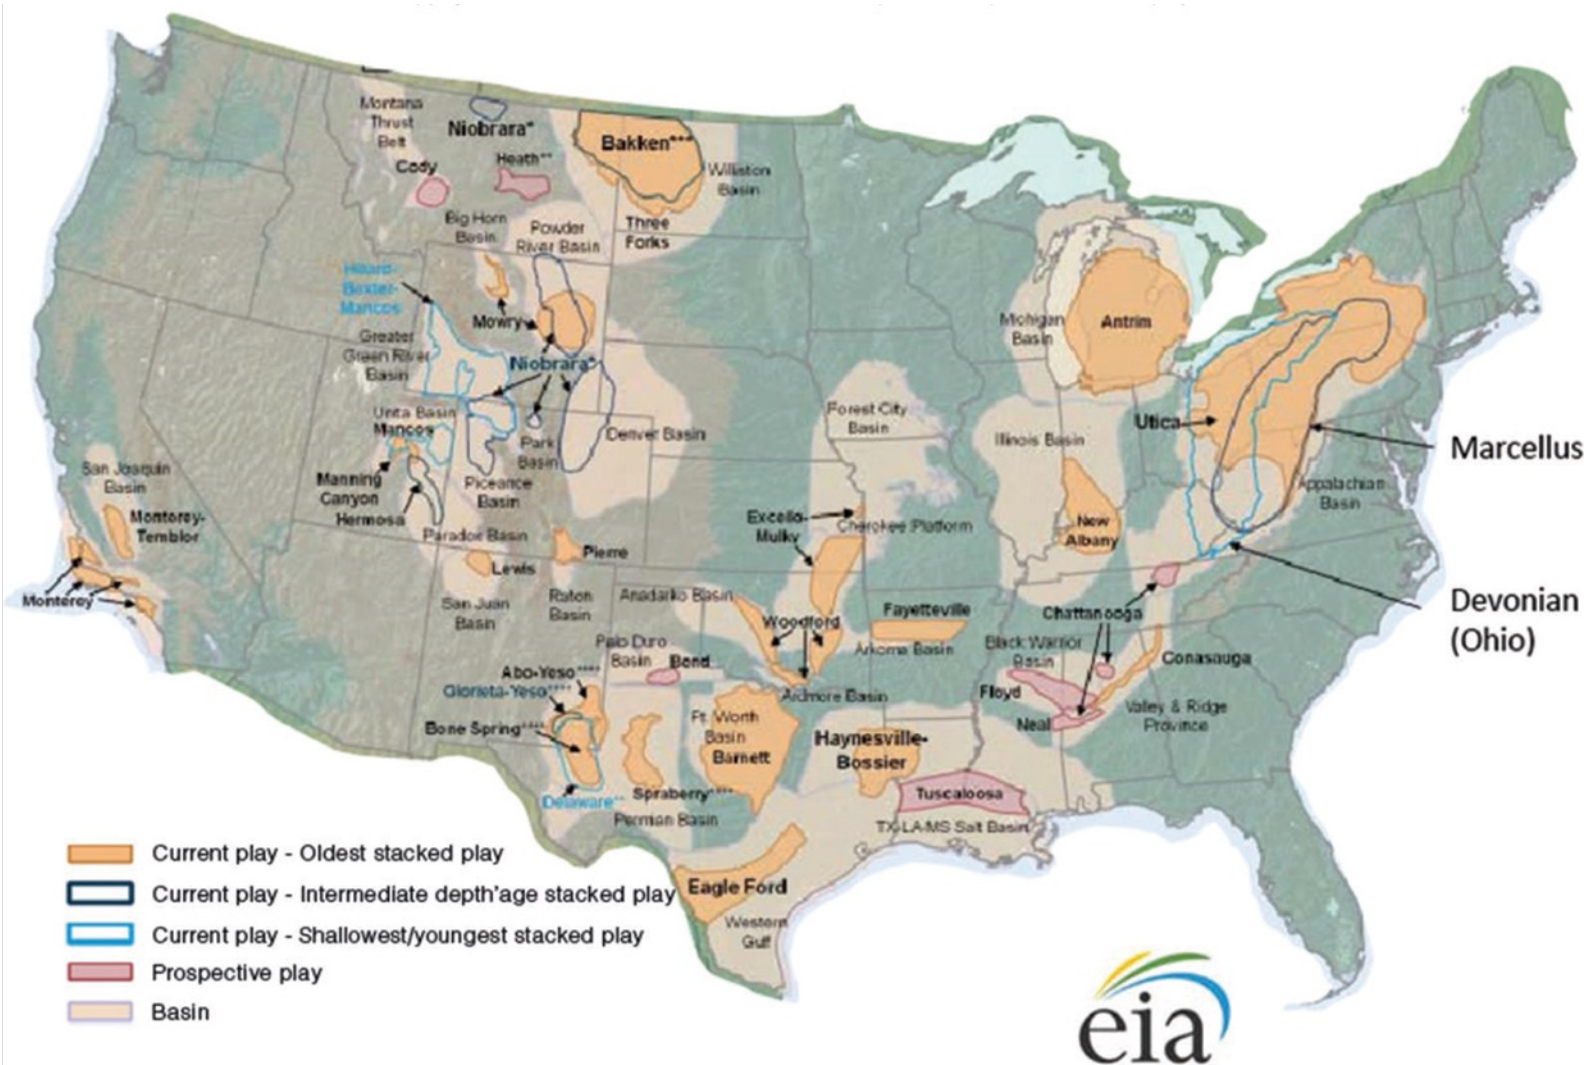 Montana
Thrust
Belt
Niobrara*
Cody
Heath**
Bakken***
Williston
Basin
Three
Forks
Big Horn
Basin
Powder
River Basin
Hilliard-
Baxter-
Mancos
Mowry
Greater
Green River
Basin
Niobrara*
Uinta Basin
Mancos
Park
Basin
Denver Basin
Manning
Canyon
Hermosa
Piceance
Basin
Paradox Basin
San Joaquin
Basin
Monterey-
Temblor
Monterey
Lewis
San Juan
Basin
Pierre
Raton
Basin
Forest City
Basin
Excello-
Mulky
Cherokee Platform
Michigan
Basin
Antrim
Illinois Basin
New
Albany
Utica
Marcellus
Appalachian
Basin
Devonian
(Ohio)
Anadarko Basin
Woodford
Fayetteville
Arkoma Basin
Chattanooga
Black Warrior
Basin
Conasauga
Floyd
Neal
Valley & Ridge
Province
Palo Duro
Basin
Bend
Ardmore Basin
Abo-Yeso****
Glorieta-Yeso****
Bone Spring****
Delaware**
Ft. Worth
Basin
Barnett
Spraberry****
Permian Basin
Haynesville-
Bossier
Tuscaloosa
TX-LA-MS Salt Basin
Eagle Ford
Western
Gulf
Current play - Oldest stacked play
Current play - Intermediate depth'age stacked play
Current play - Shallowest/youngest stacked play
Prospective play
Basin
eia